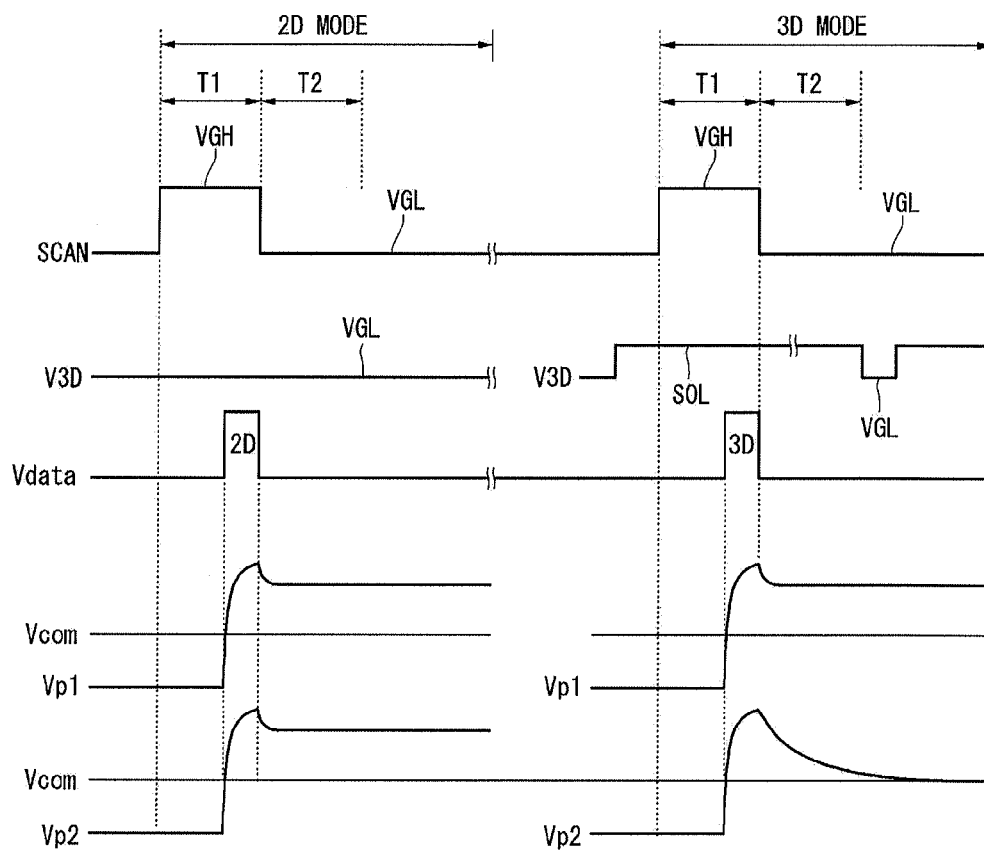 2D MODE 3D MODE
T1 T2 T1 T2
VGH VGH
VGL VGL
SCAN
VGL
V3D V3D
SOL
VGL
2D 3D
Vdata
Vcom
Vp1 Vp1
Vcom
Vp2 Vp2